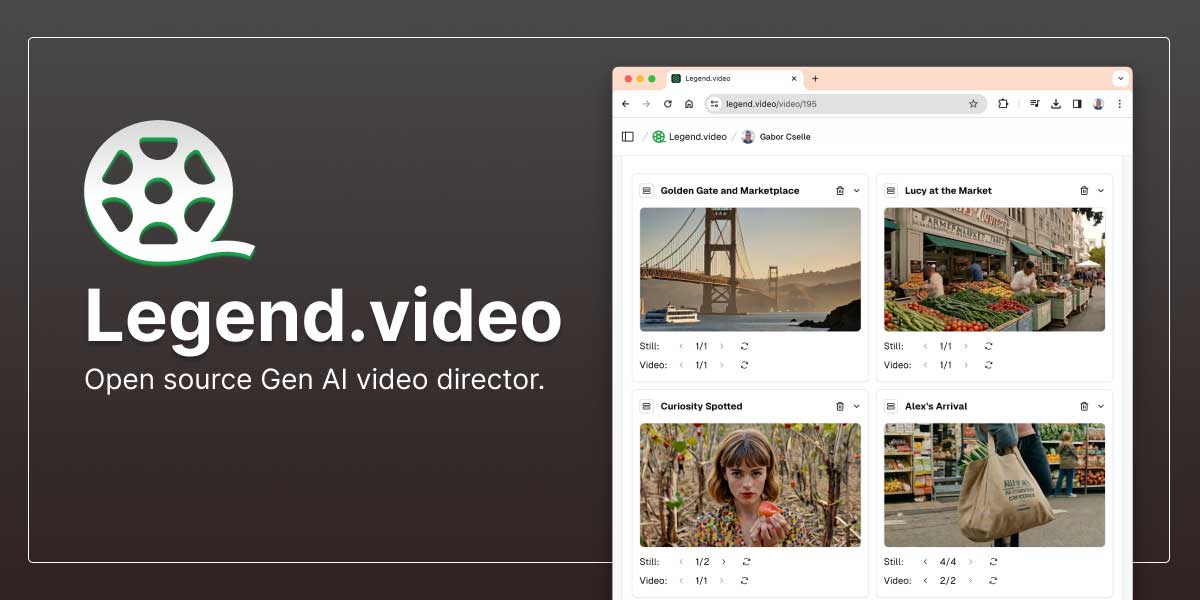 Legend.video
Open source Gen AI video director.
Legend.video
legend.video/video/195
Legend.video
Gabor Cselle
Golden Gate and Marketplace
Still: 1/1
Video: 1/1
Lucy at the Market
Still: 1/1
Video: 1/1
Curiosity Spotted
Still: 1/2
Video: 1/1
Alex's Arrival
Still: 4/4
Video: 2/2